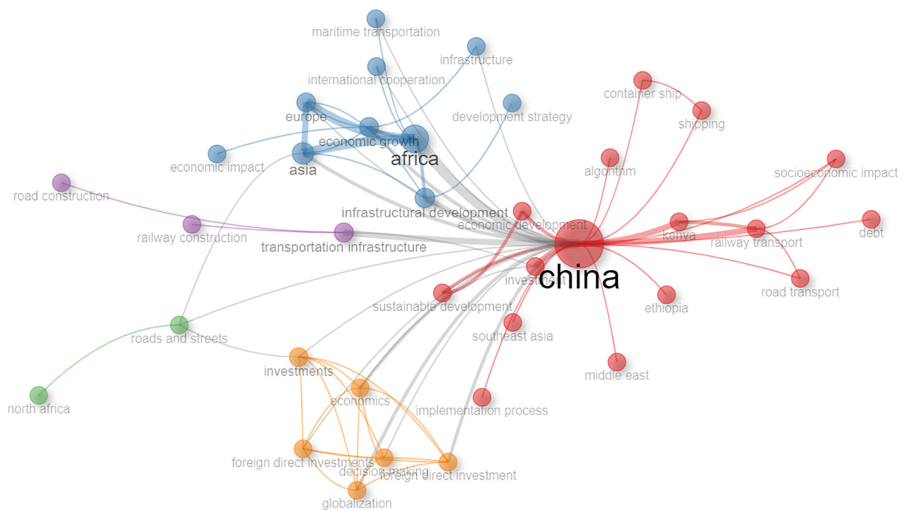 maritime transportation
infrastructure
international cooperation
container ship
europe
development strategy
shipping
economic growth
africa
economic impact
asia
algorithm
socioeconomic impact
road construction
infrastructural development
economic development
railway construction
transportation infrastructure
kenya
railway transport
debt
investment
china
sustainable development
road transport
ethiopia
roads and streets
southeast asia
investments
middle east
economics
north africa
implementation process
foreign direct investments
decision making
foreign direct investment
globalization